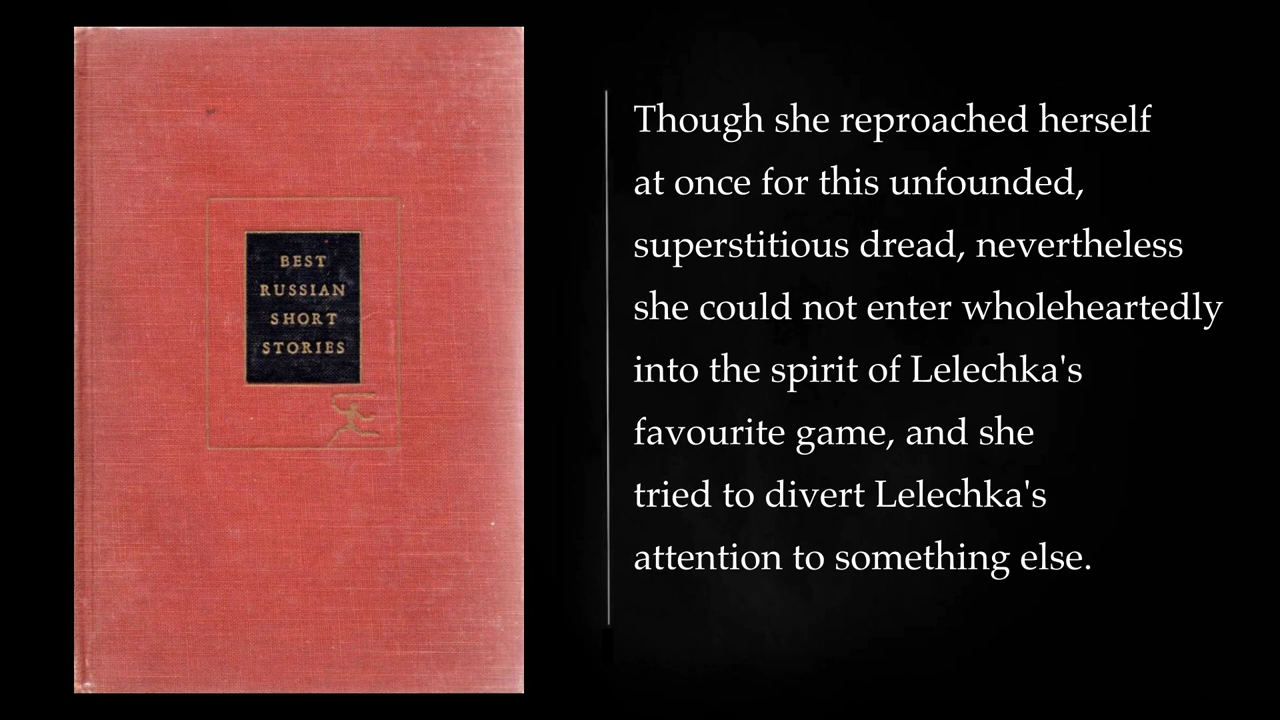 BEST
RUSSIAN
SHORT
STORIES
Though she reproached herself
at once for this unfounded,
superstitious dread, nevertheless
she could not enter wholeheartedly
into the spirit of Lelechka's
favourite game, and she
tried to divert Lelechka's
attention to something else.